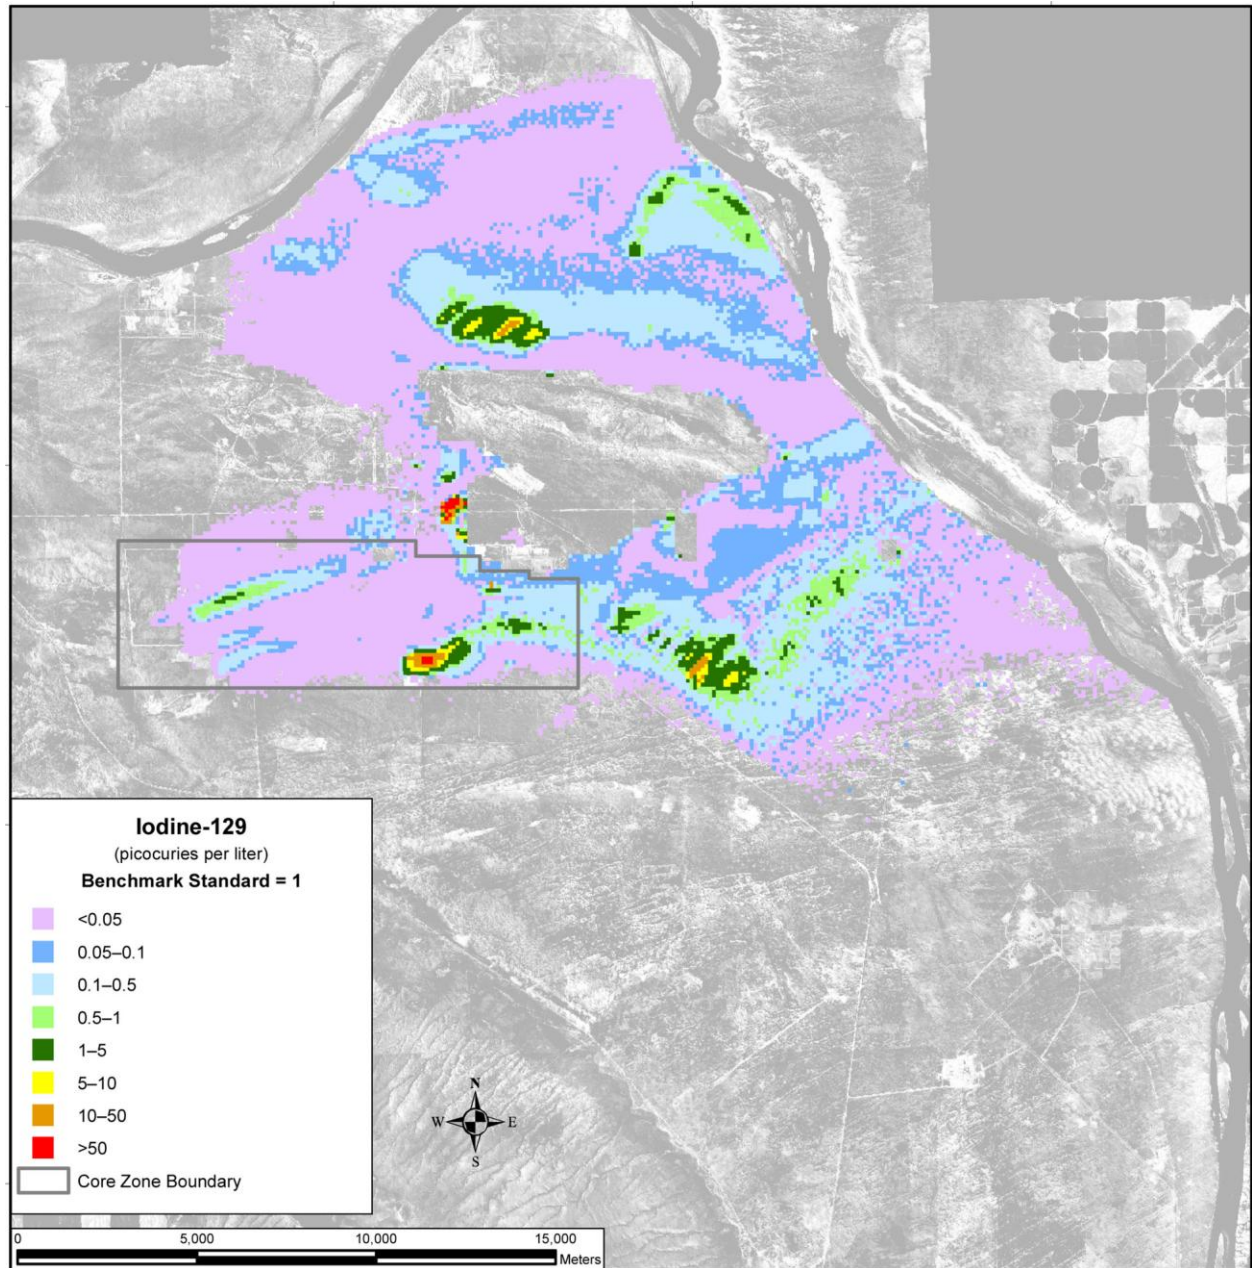 Iodine-129
(picocuries per liter)
Benchmark Standard = 1
<0.05
0.05–0.1
0.1–0.5
0.5–1
1–5
5–10
10–50
>50
Core Zone Boundary
N
W E
S
0 5,000 10,000 15,000
Meters